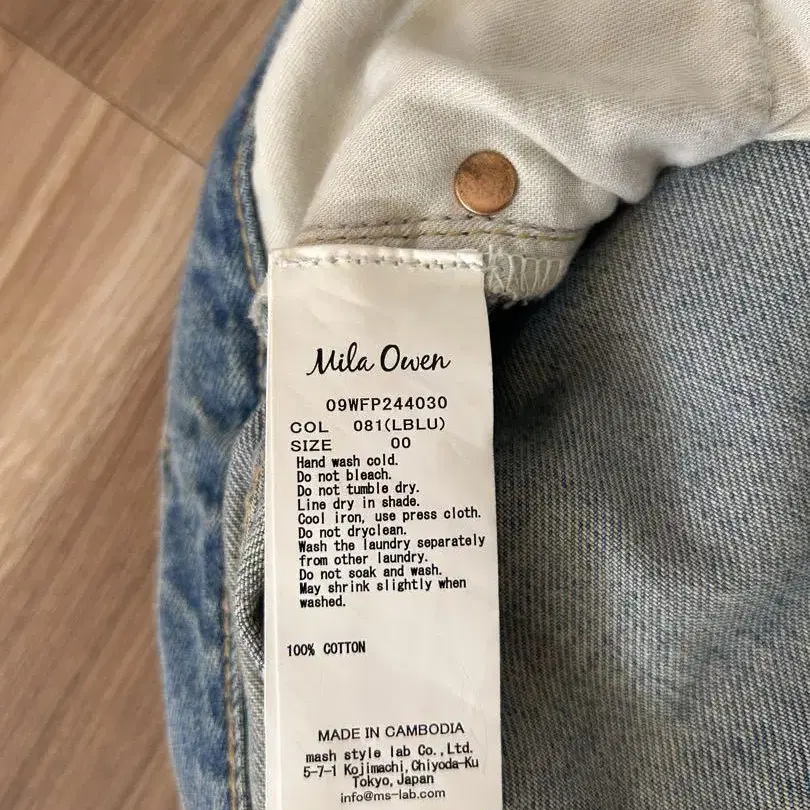 Mila Owen
09WFP244030
COL 081(LBLU)
SIZE 00
Hand wash cold.
Do not bleach.
Do not tumble dry.
Line dry in shade.
Cool iron, use press cloth.
Do not dryclean.
Wash the laundry separately
from other laundry.
Do not soak and wash.
May shrink slightly when
washed.
100% COTTON
MADE IN CAMBODIA
mash style lab Co.,Ltd.
5-7-1 Kojimachi,Chiyoda-Ku
Tokyo,Japan
info@ms-lab.com